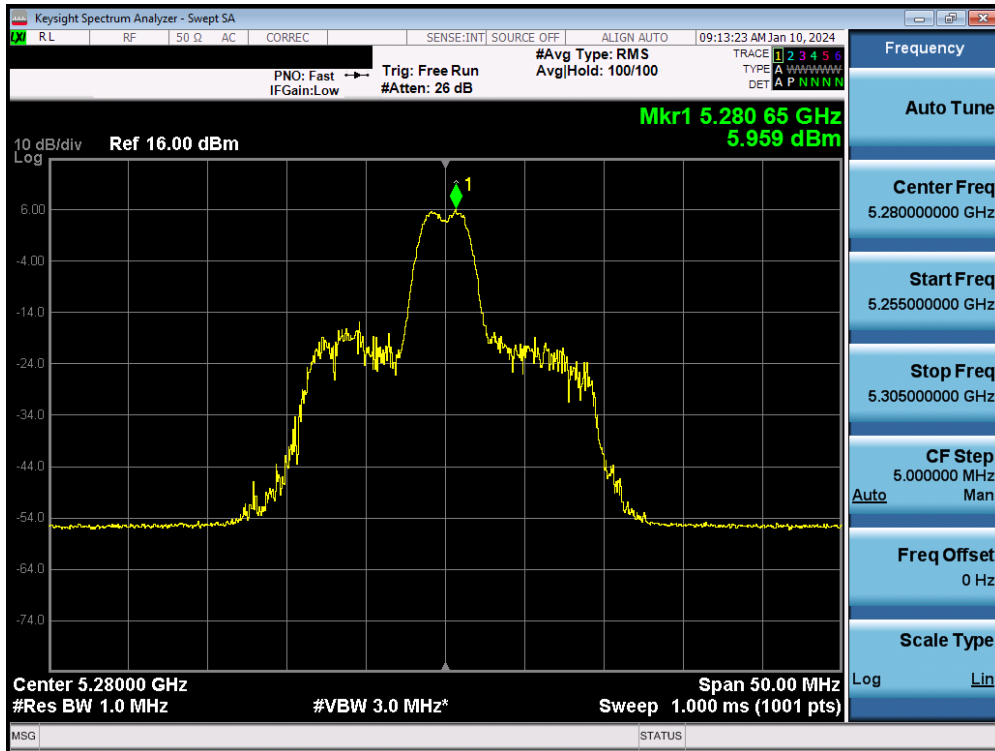 Keysight Spectrum Analyzer - Swept SA
LXI RL RF 50 Ω AC CORREC SENSE:INT SOURCE OFF ALIGN AUTO 09:13:23 AM Jan 10, 2024
PNO: Fast
IFGain:Low
Trig: Free Run
#Atten: 26 dB
#Avg Type: RMS
Avg|Hold: 100/100
TRACE 1 2 3 4 5 6
TYPE A WWWWW
DET A P N N N N
Mkr1 5.280 65 GHz
5.959 dBm
10 dB/div
Log
Ref 16.00 dBm
1
6.00
-4.00
-14.0
-24.0
-34.0
-44.0
-54.0
-64.0
-74.0
Center 5.28000 GHz
#Res BW 1.0 MHz
#VBW 3.0 MHz*
Span 50.00 MHz
Sweep 1.000 ms (1001 pts)
MSG
STATUS
Frequency
Auto Tune
Center Freq
5.280000000 GHz
Start Freq
5.255000000 GHz
Stop Freq
5.305000000 GHz
CF Step
5.000000 MHz
Auto Man
Freq Offset
0 Hz
Scale Type
Log Lin